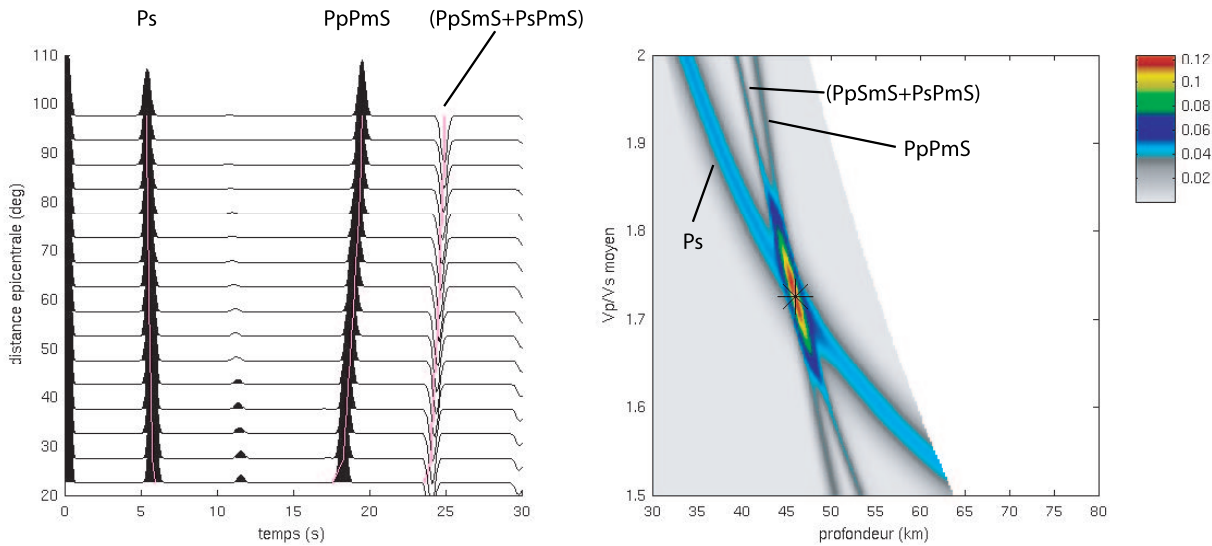 Ps PpPmS (PpSmS+PsPmS)
110
100
90
80
70
60
50
40
30
20
distance epicentrale (deg)
0 5 10 15 20 25 30
temps (s)
2
1.9
1.8
1.7
1.6
1.5
Vp/Vs moyen
(PpSmS+PsPmS)
PpPmS
Ps
30 35 40 45 50 55 60 65 70 75 80
profondeur (km)
0.12
0.1
0.08
0.06
0.04
0.02